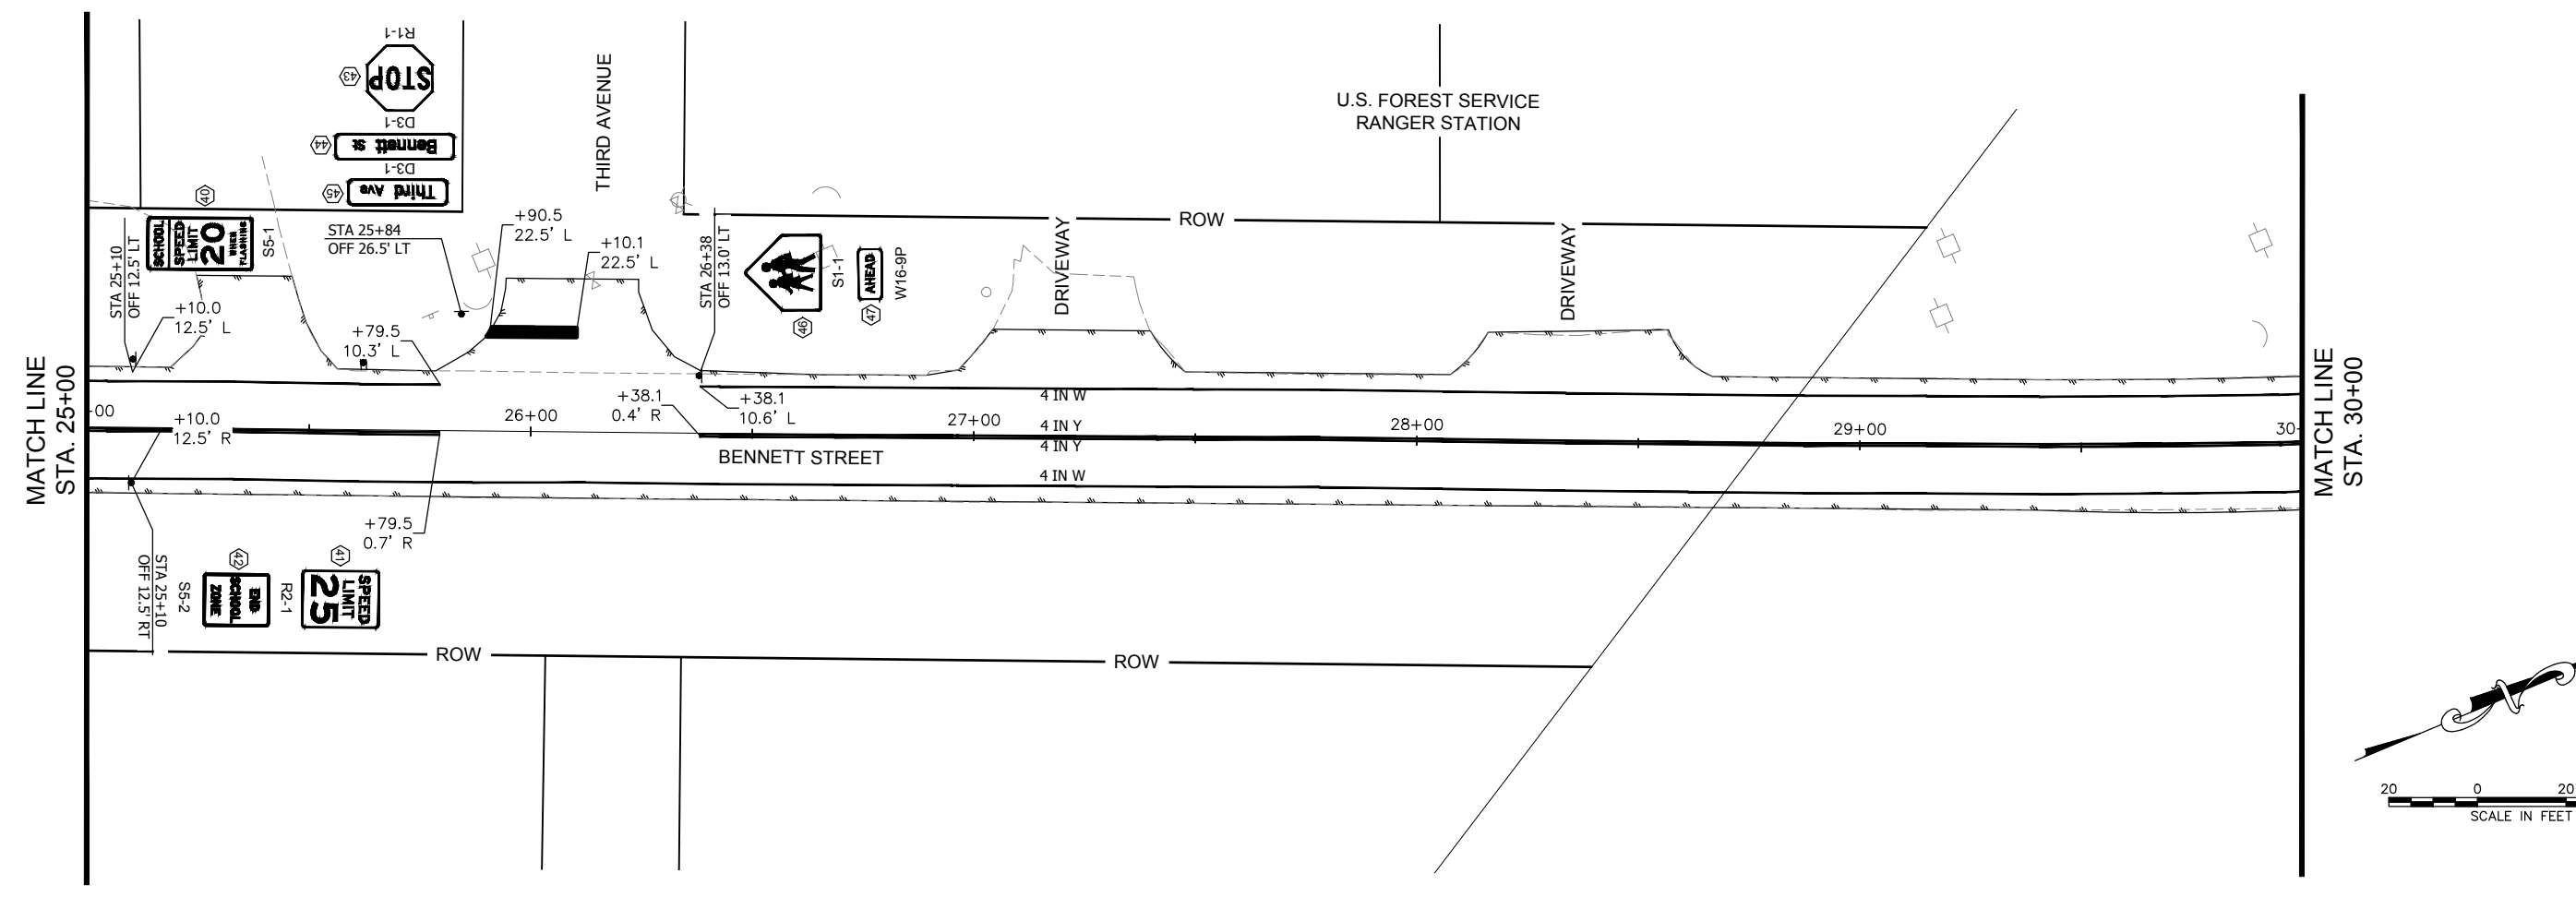 MATCH LINE
STA. 25+00
R1-1
STOP
43
D3-1
Bennett St
44
D3-1
Third Ave
45
THIRD AVENUE
U.S. FOREST SERVICE
RANGER STATION
40
SCHOOL
SPEED
LIMIT
20
WHEN
FLASHING
S5-1
STA 25+10
OFF 12.5' LT
STA 25+84
OFF 26.5' LT
+90.5
22.5' L
+10.1
22.5' L
STA 26+38
OFF 13.0' LT
S1-1
46
AHEAD
W16-9P
47
ROW
DRIVEWAY
DRIVEWAY
+10.0
12.5' L
+79.5
10.3' L
+38.1
0.4' R
+38.1
10.6' L
4 IN W
-00
+10.0
12.5' R
26+00
27+00
4 IN Y
28+00
29+00
30-
4 IN Y
BENNETT STREET
4 IN W
+79.5
0.7' R
STA 25+10
OFF 12.5' RT
S5-2
42
END
SCHOOL
ZONE
R2-1
41
SPEED
LIMIT
25
ROW
ROW
MATCH LINE
STA. 30+00
N
20 0 20
SCALE IN FEET